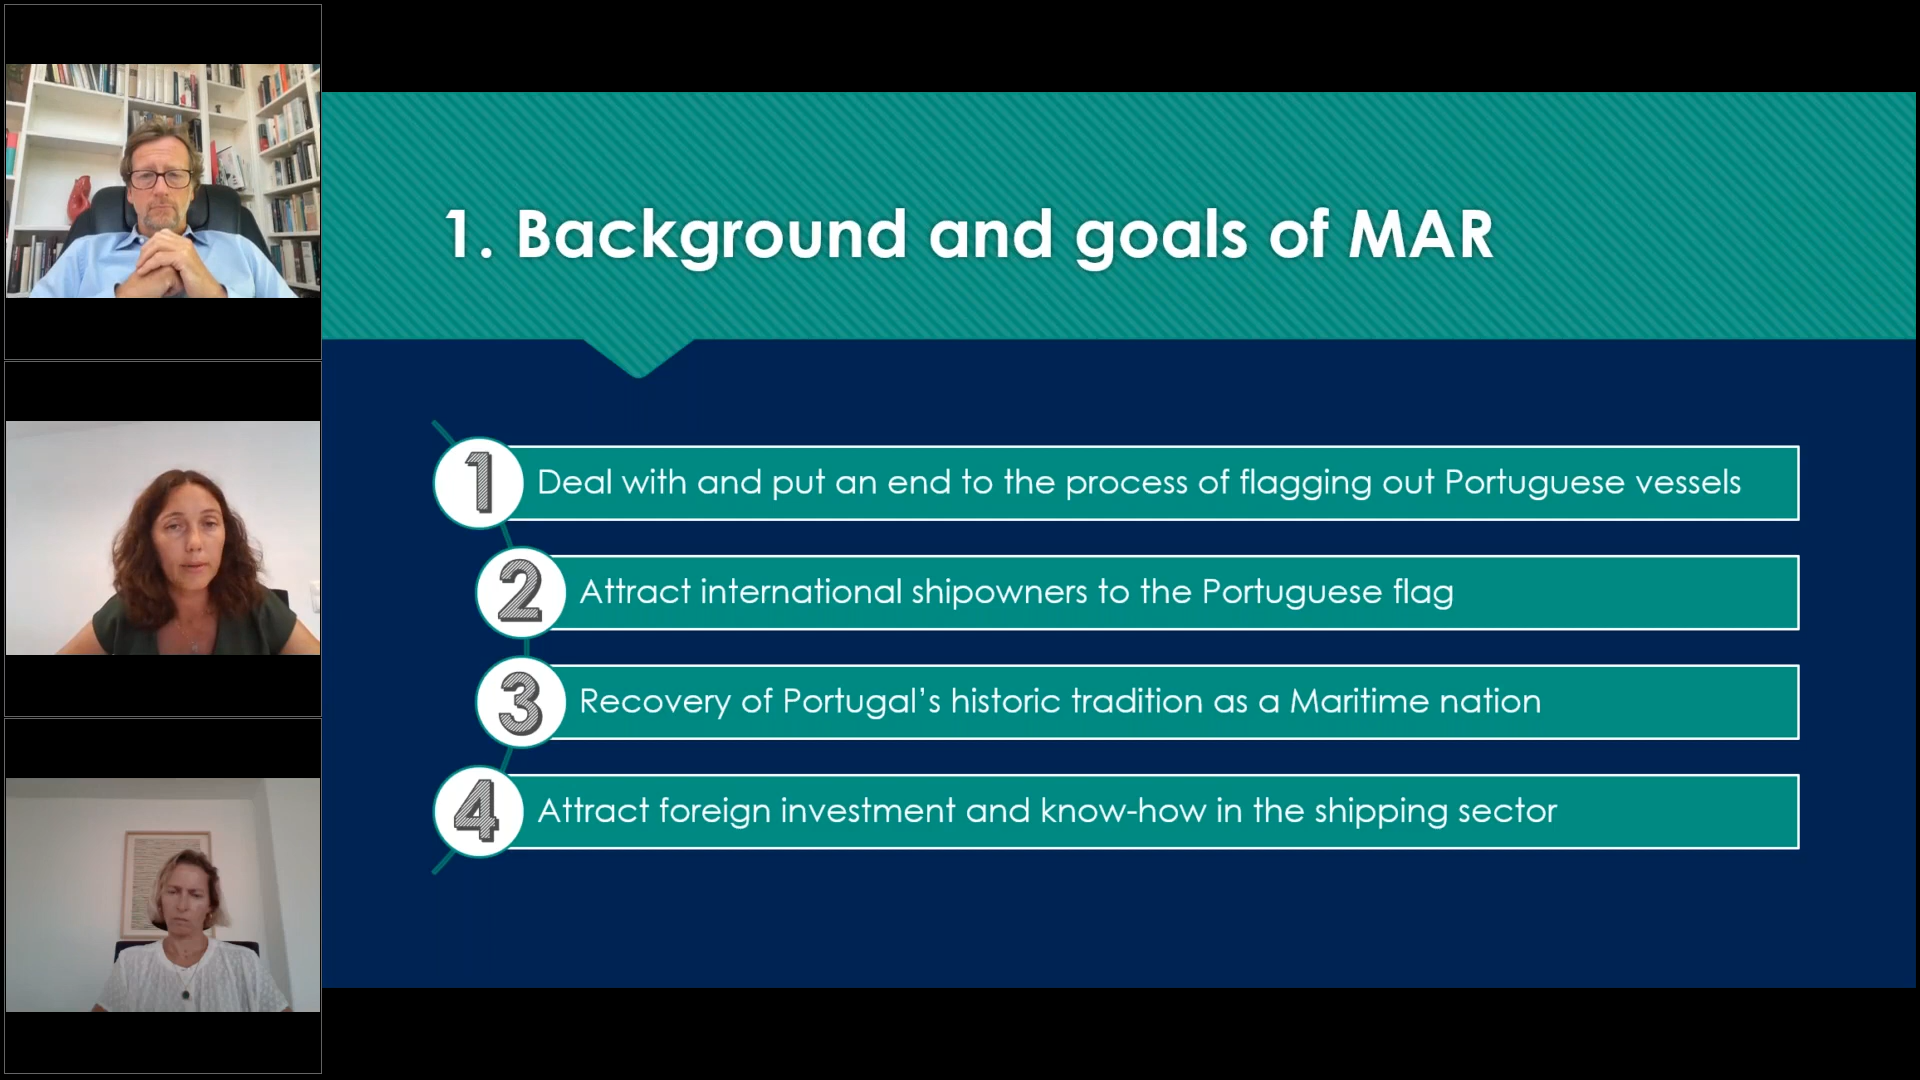 1. Background and goals of MAR
1 Deal with and put an end to the process of flagging out Portuguese vessels
2 Attract international shipowners to the Portuguese flag
3 Recovery of Portugal’s historic tradition as a Maritime nation
4 Attract foreign investment and know-how in the shipping sector